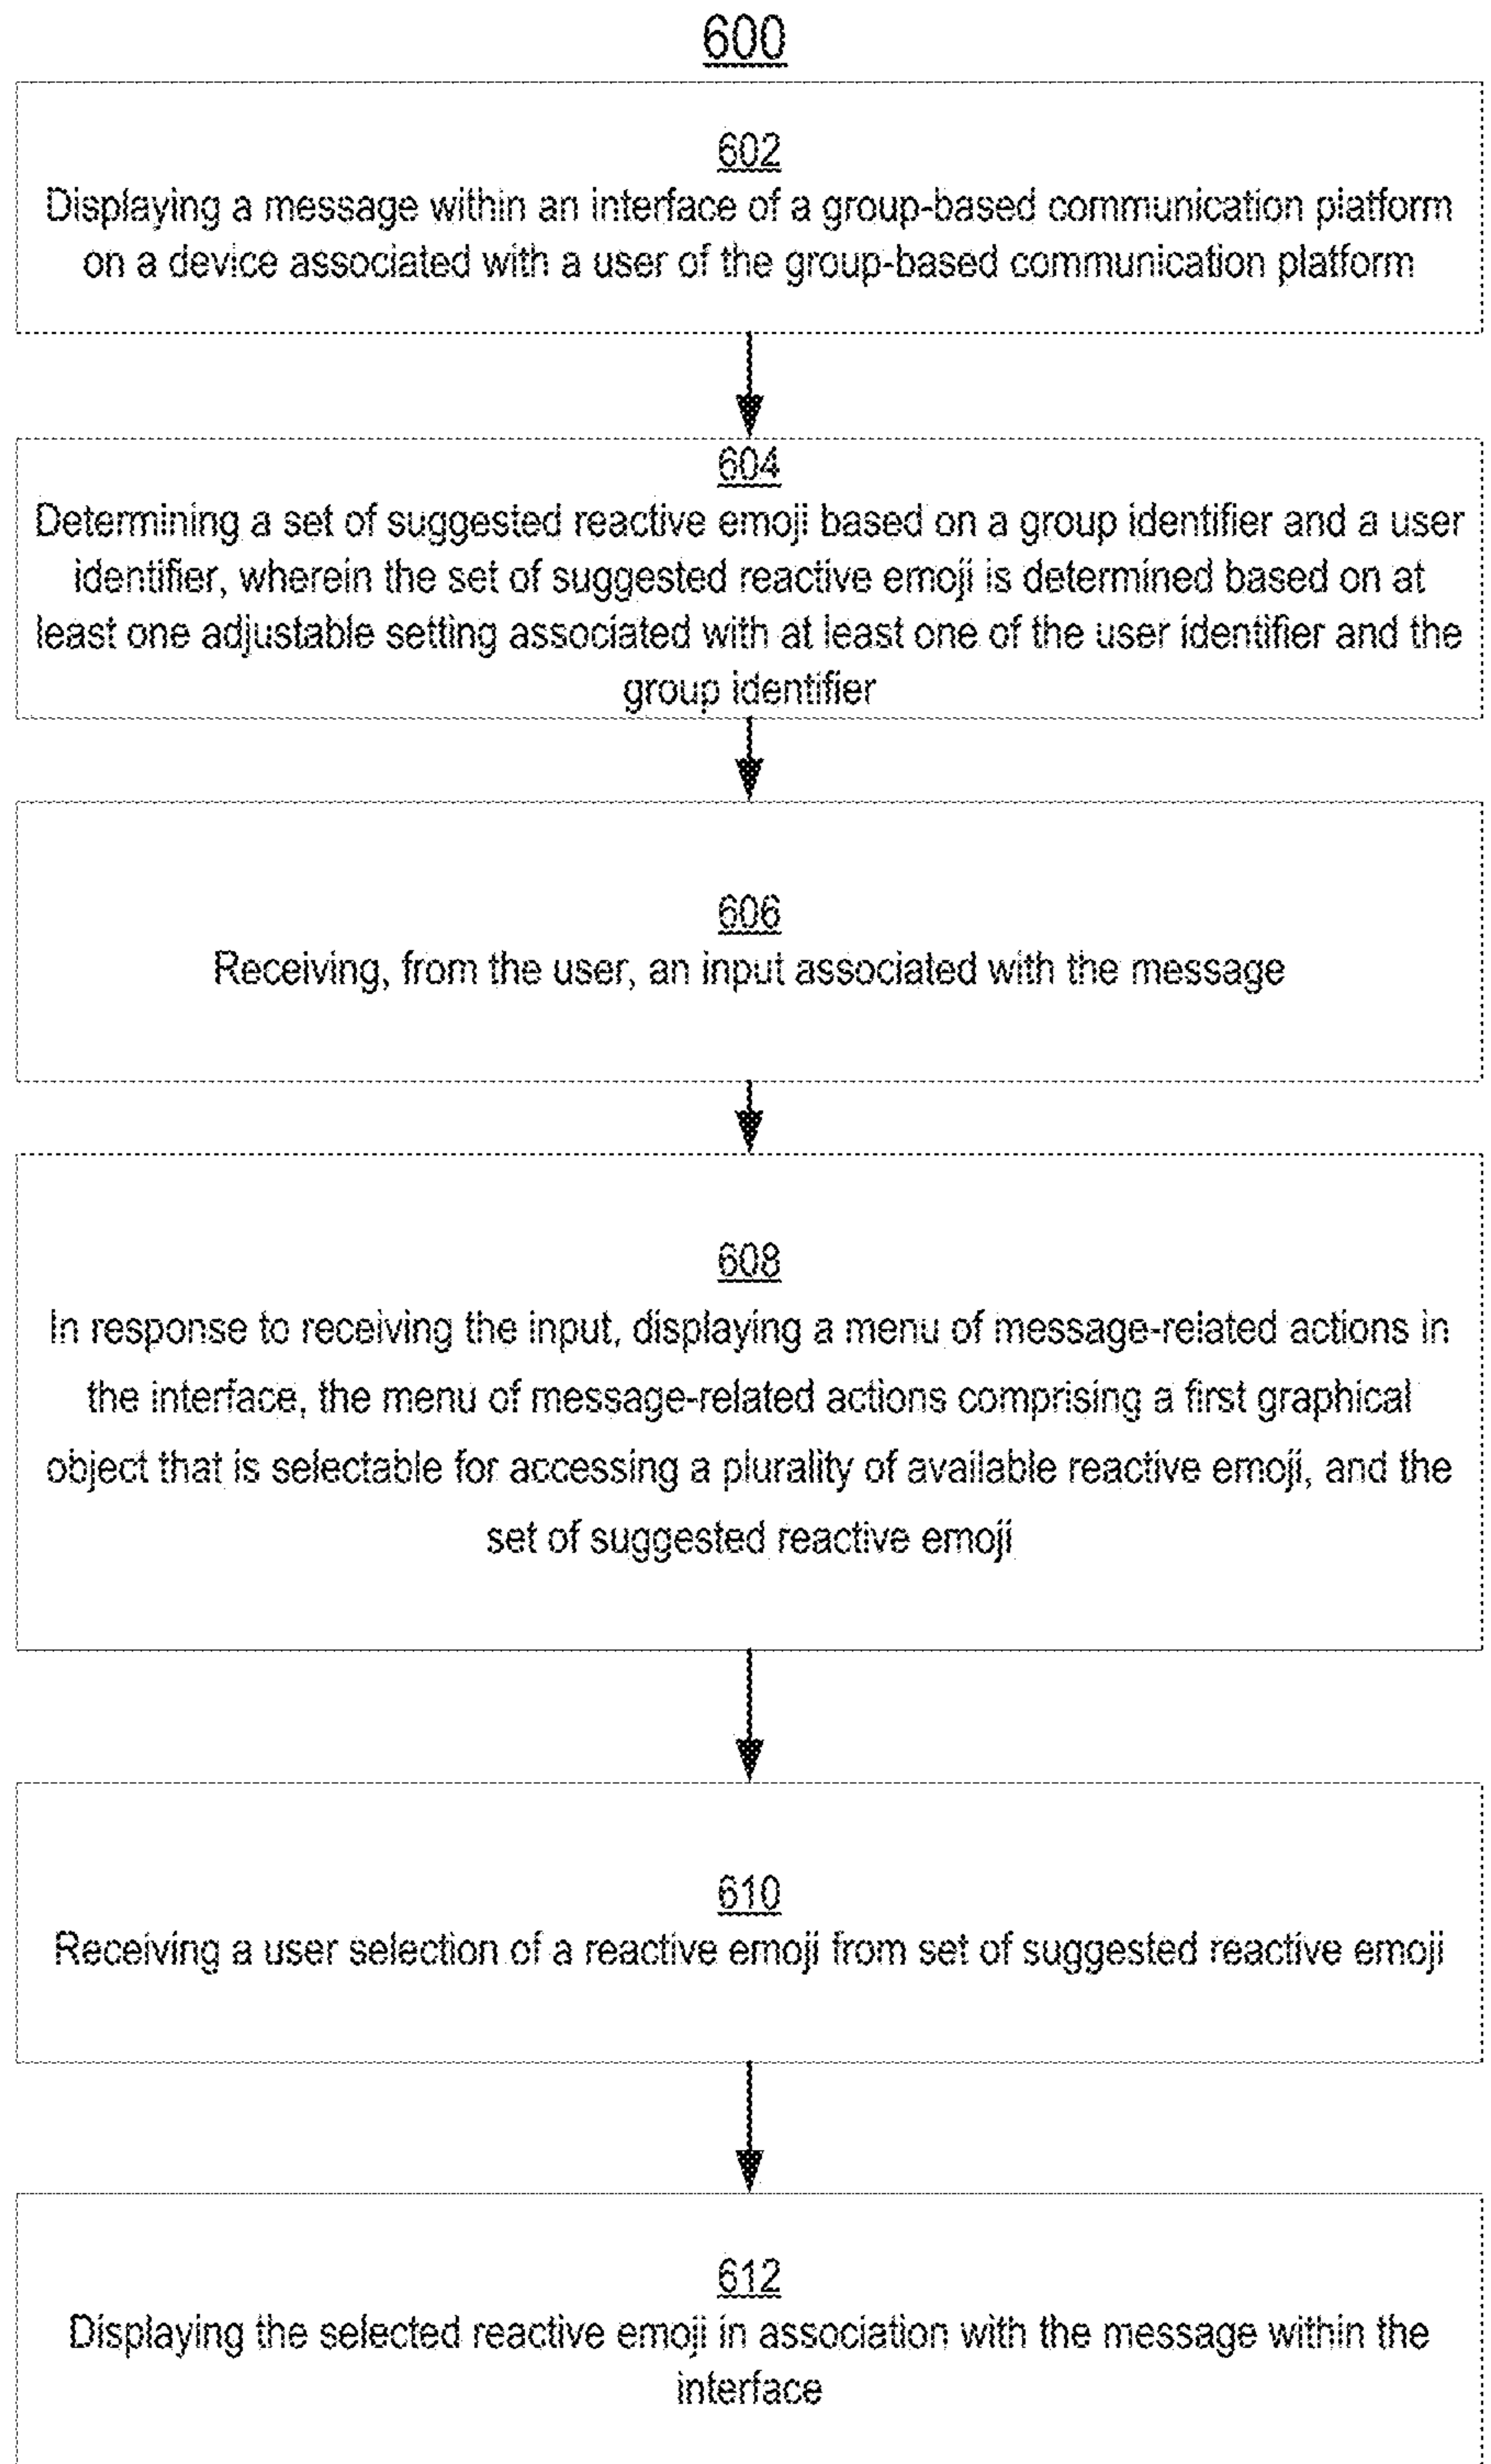 600
602
Displaying a message within an interface of a group-based communication platform
on a device associated with a user of the group-based communication platform
604
Determining a set of suggested reactive emoji based on a group identifier and a user
identifier, wherein the set of suggested reactive emoji is determined based on at
least one adjustable setting associated with at least one of the user identifier and the
group identifier
606
Receiving, from the user, an input associated with the message
608
In response to receiving the input, displaying a menu of message-related actions in
the interface, the menu of message-related actions comprising a first graphical
object that is selectable for accessing a plurality of available reactive emoji, and the
set of suggested reactive emoji
610
Receiving a user selection of a reactive emoji from set of suggested reactive emoji
612
Displaying the selected reactive emoji in association with the message within the
interface